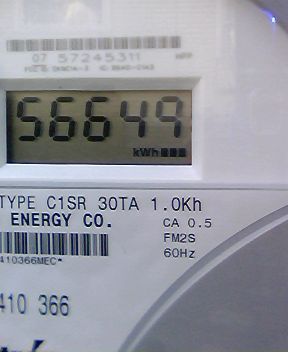 07 57245311
56649
kWh
TYPE C1SR 30TA 1.0Kh
ENERGY CO.
CA 0.5
FM2S
60Hz
410366MEC*
410 366